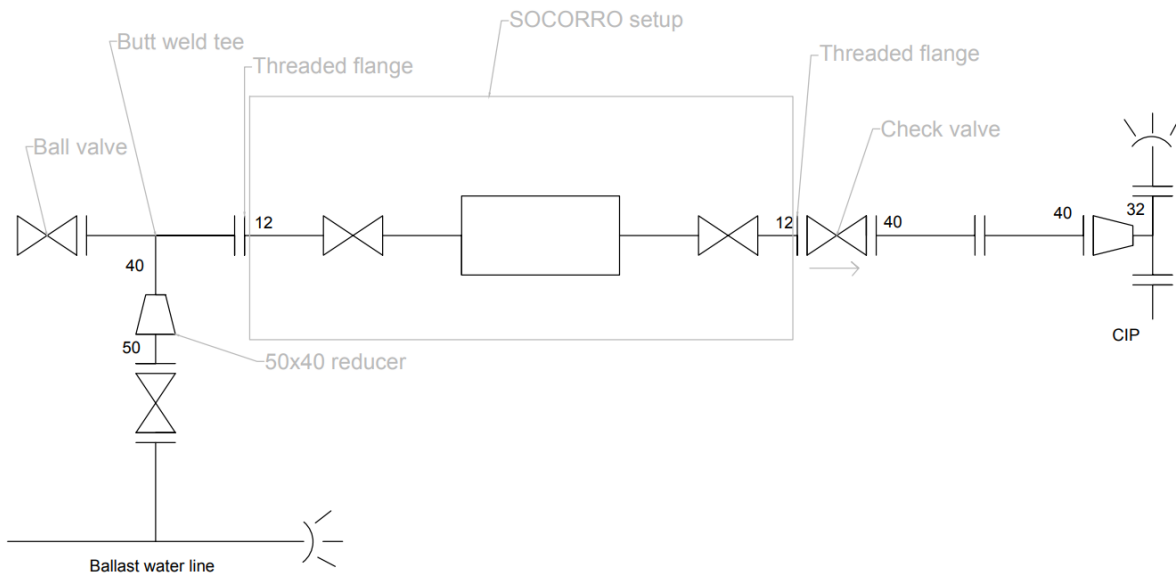 SOCORRO setup
Butt weld tee
Threaded flange
Threaded flange
Ball valve
Check valve
12
12
40
40
32
40
50
50x40 reducer
CIP
Ballast water line